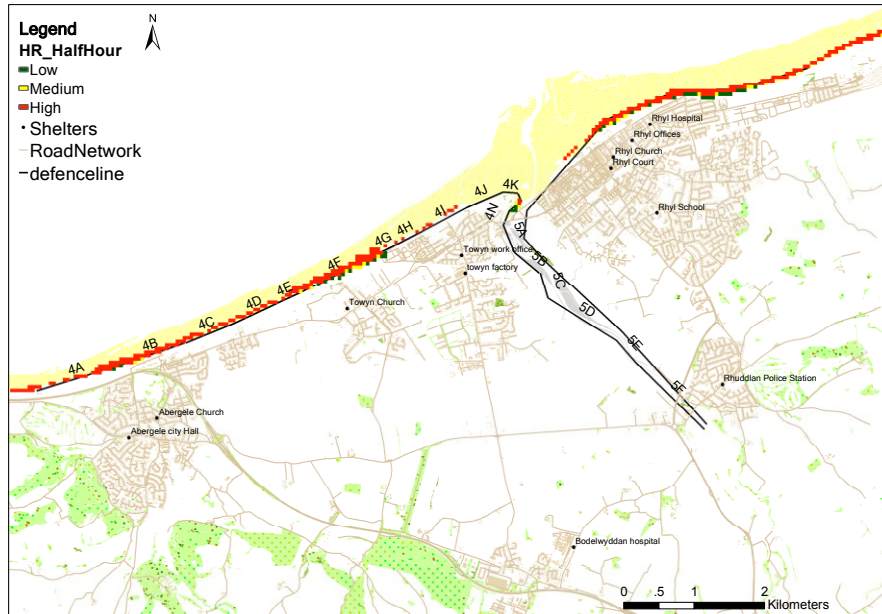 Legend
N
HR_HalfHour
Low
Medium
High
Shelters
RoadNetwork
defenceline
Rhyl Hospital
Rhyl Offices
Rhyl Church
Rhyl Court
Rhyl School
4K
4J
4I
4N
4H
4G
5A
5B
5C
5D
5E
5F
Towyn work office
towyn factory
4F
4E
4D
4C
4B
4A
Towyn Church
Rhuddlan Police Station
Abergele Church
Abergele city Hall
Bodelwyddan hospital
0 .5 1 2
Kilometers